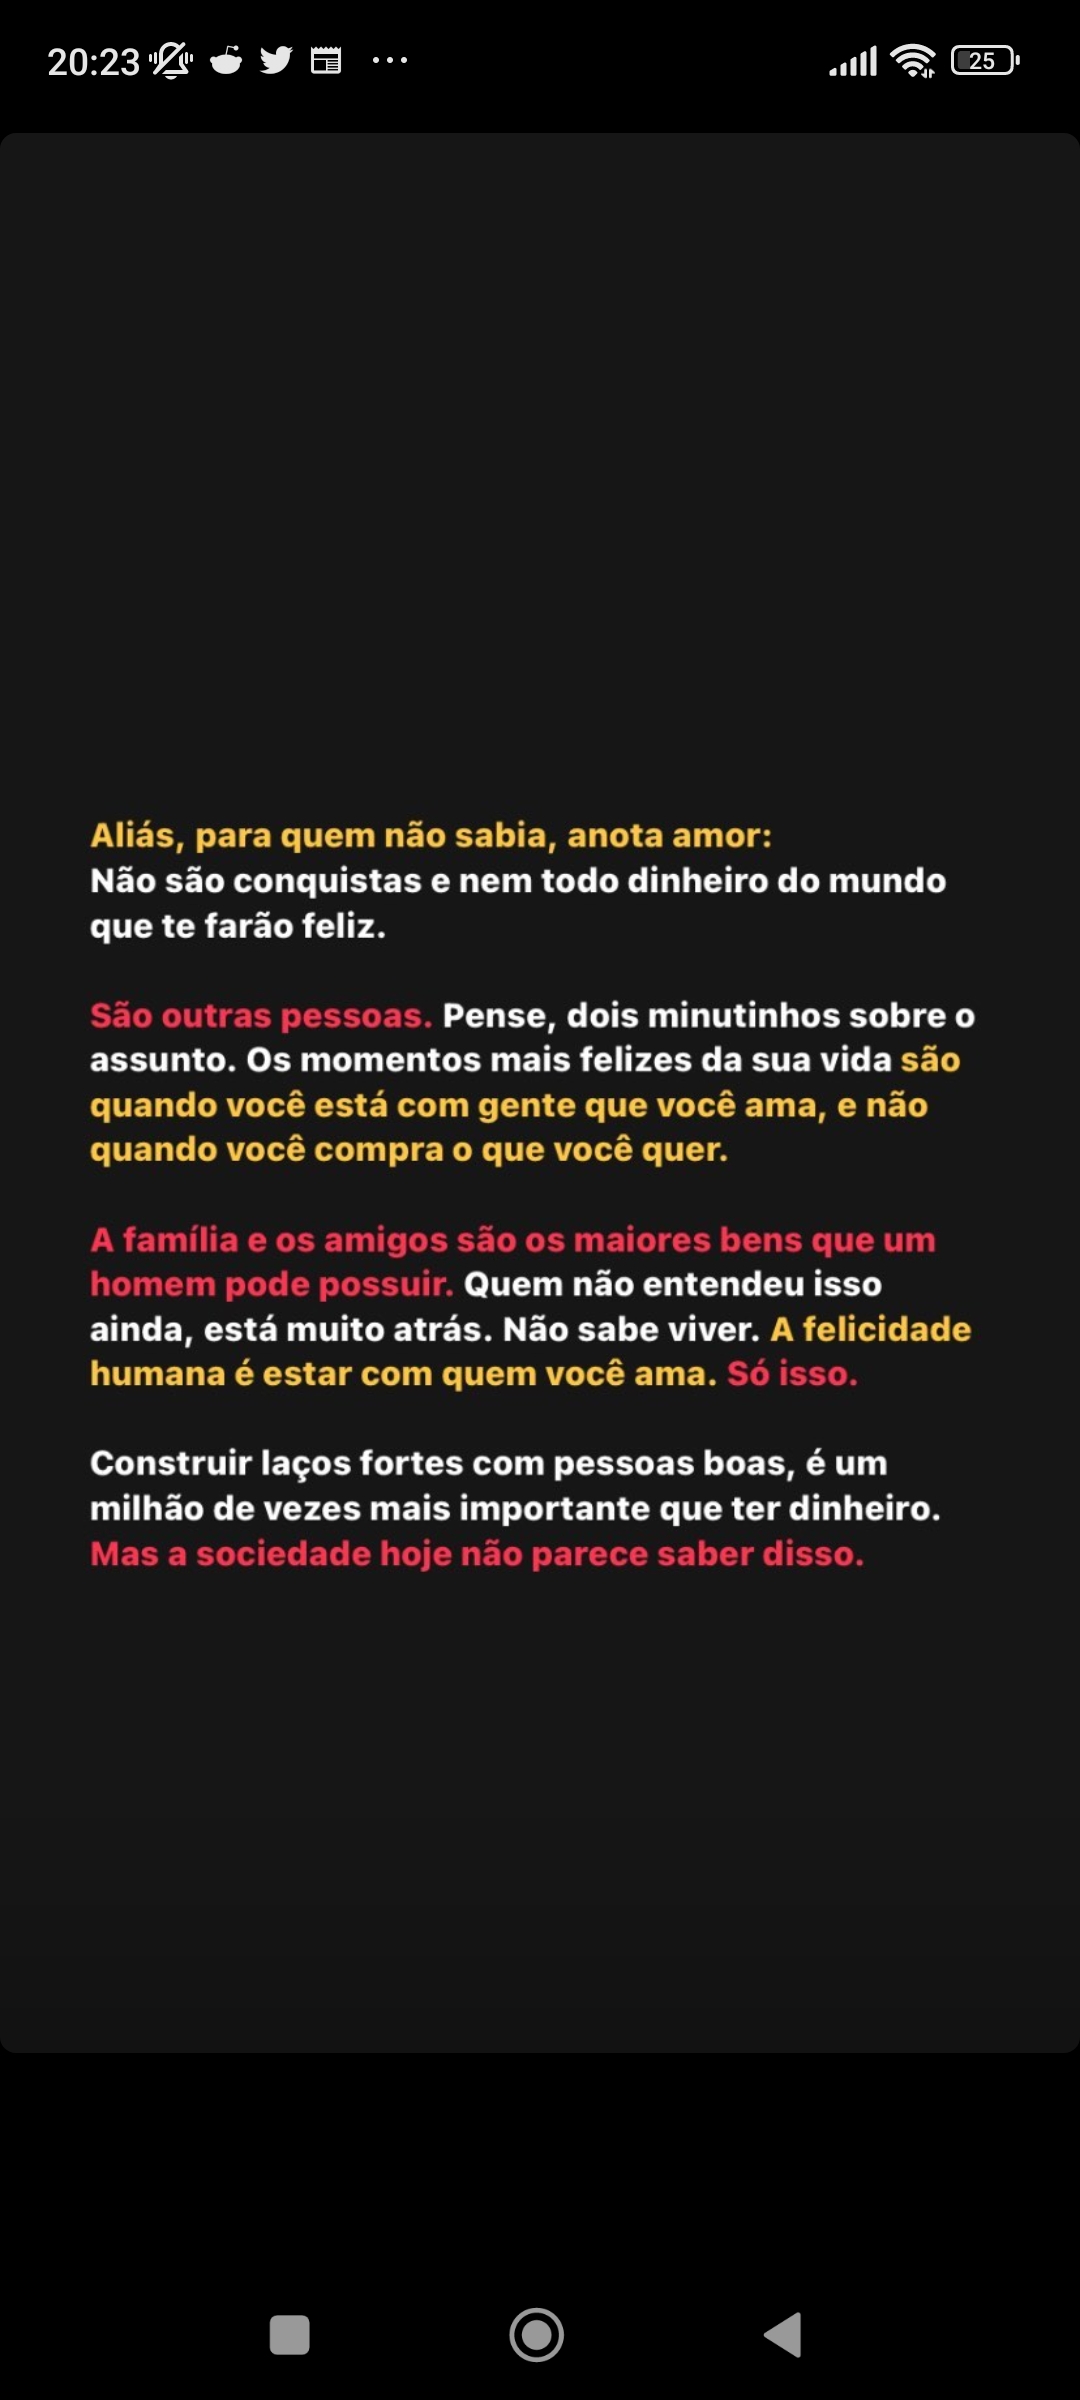 20:23
25
Aliás, para quem não sabia, anota amor:
Não são conquistas e nem todo dinheiro do mundo
que te farão feliz.
São outras pessoas. Pense, dois minutinhos sobre o
assunto. Os momentos mais felizes da sua vida são
quando você está com gente que você ama, e não
quando você compra o que você quer.
A família e os amigos são os maiores bens que um
homem pode possuir. Quem não entendeu isso
ainda, está muito atrás. Não sabe viver. A felicidade
humana é estar com quem você ama. Só isso.
Construir laços fortes com pessoas boas, é um
milhão de vezes mais importante que ter dinheiro.
Mas a sociedade hoje não parece saber disso.